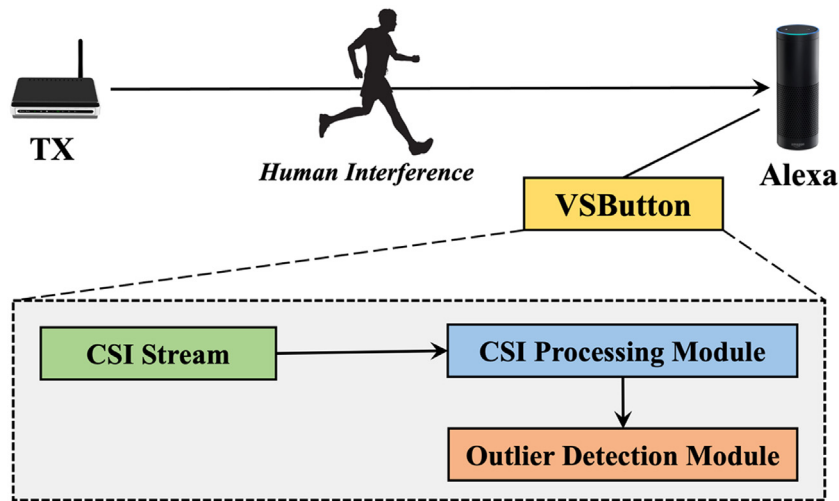 TX
Human Interference
Alexa
VSButton
CSI Stream
CSI Processing Module
Outlier Detection Module